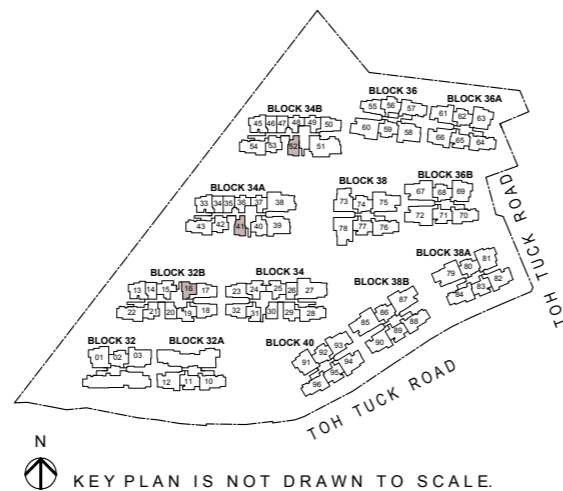 BLOCK 36
BLOCK 36A
55 56 57
60 59 58
61 62 63
66 65 64
BLOCK 34B
45 46 47 48 49 50
54 53 52 51
BLOCK 36B
67 68 69
72 71 70
BLOCK 38
73 74 75
78 77 76
BLOCK 34A
33 34 35 36 37 38
43 42 41 40 39
TOH TUCK ROAD
BLOCK 38A
79 80 81
84 83 82
BLOCK 32B
13 14 15 16 17
22 21 20 19 18
BLOCK 34
23 24 25 26 27
32 31 30 29 28
BLOCK 38B
85 86 87
90 89 88
BLOCK 32
01 02 03
BLOCK 32A
12 11 10
BLOCK 40
91 92 93
96 95 94
TOH TUCK ROAD
N
KEY PLAN IS NOT DRAWN TO SCALE.